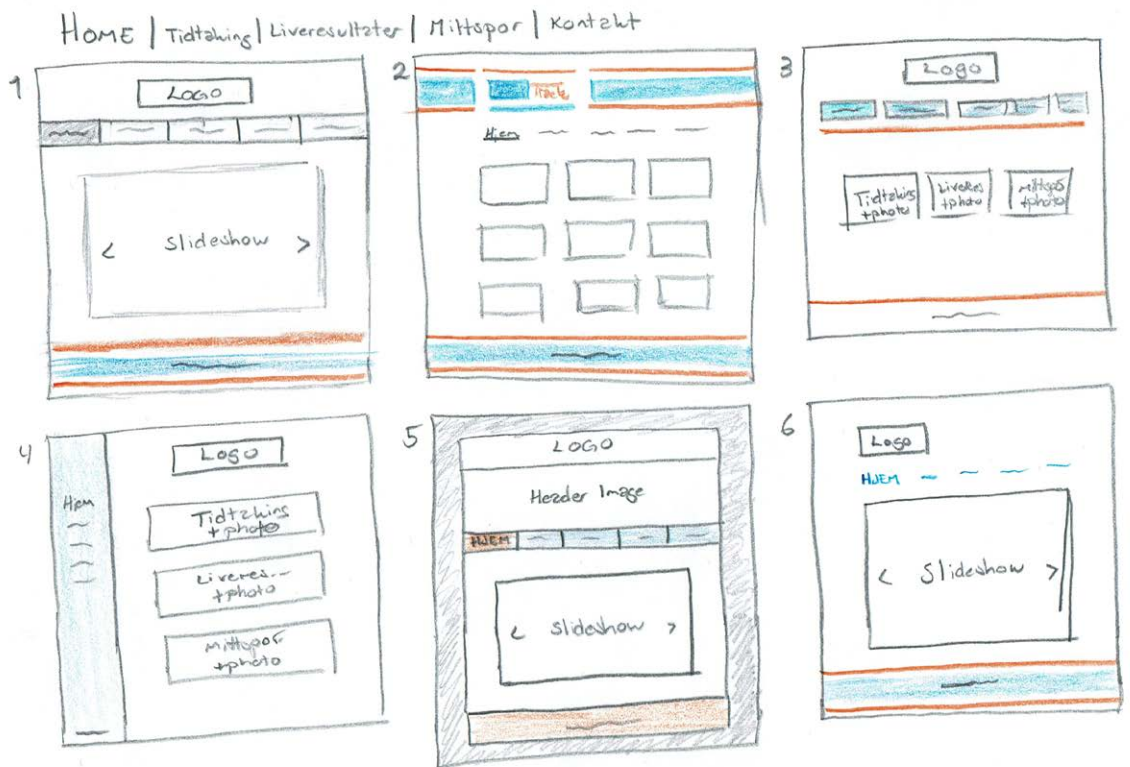 HOME | Tidtaking | Liveresultater | Mittspor | Kontakt
1
LOGO
< Slideshow >
2
Hjem
3
Logo
Tidtaking
+photo
Liveres
+photo
Mittspor
+photo
4
Hjem
Logo
Tidtaking
+photo
Liveres...
+photo
Mittspor
+photo
5
LOGO
Header Image
HJEM
< Slideshow >
6
Logo
HJEM
< Slideshow >